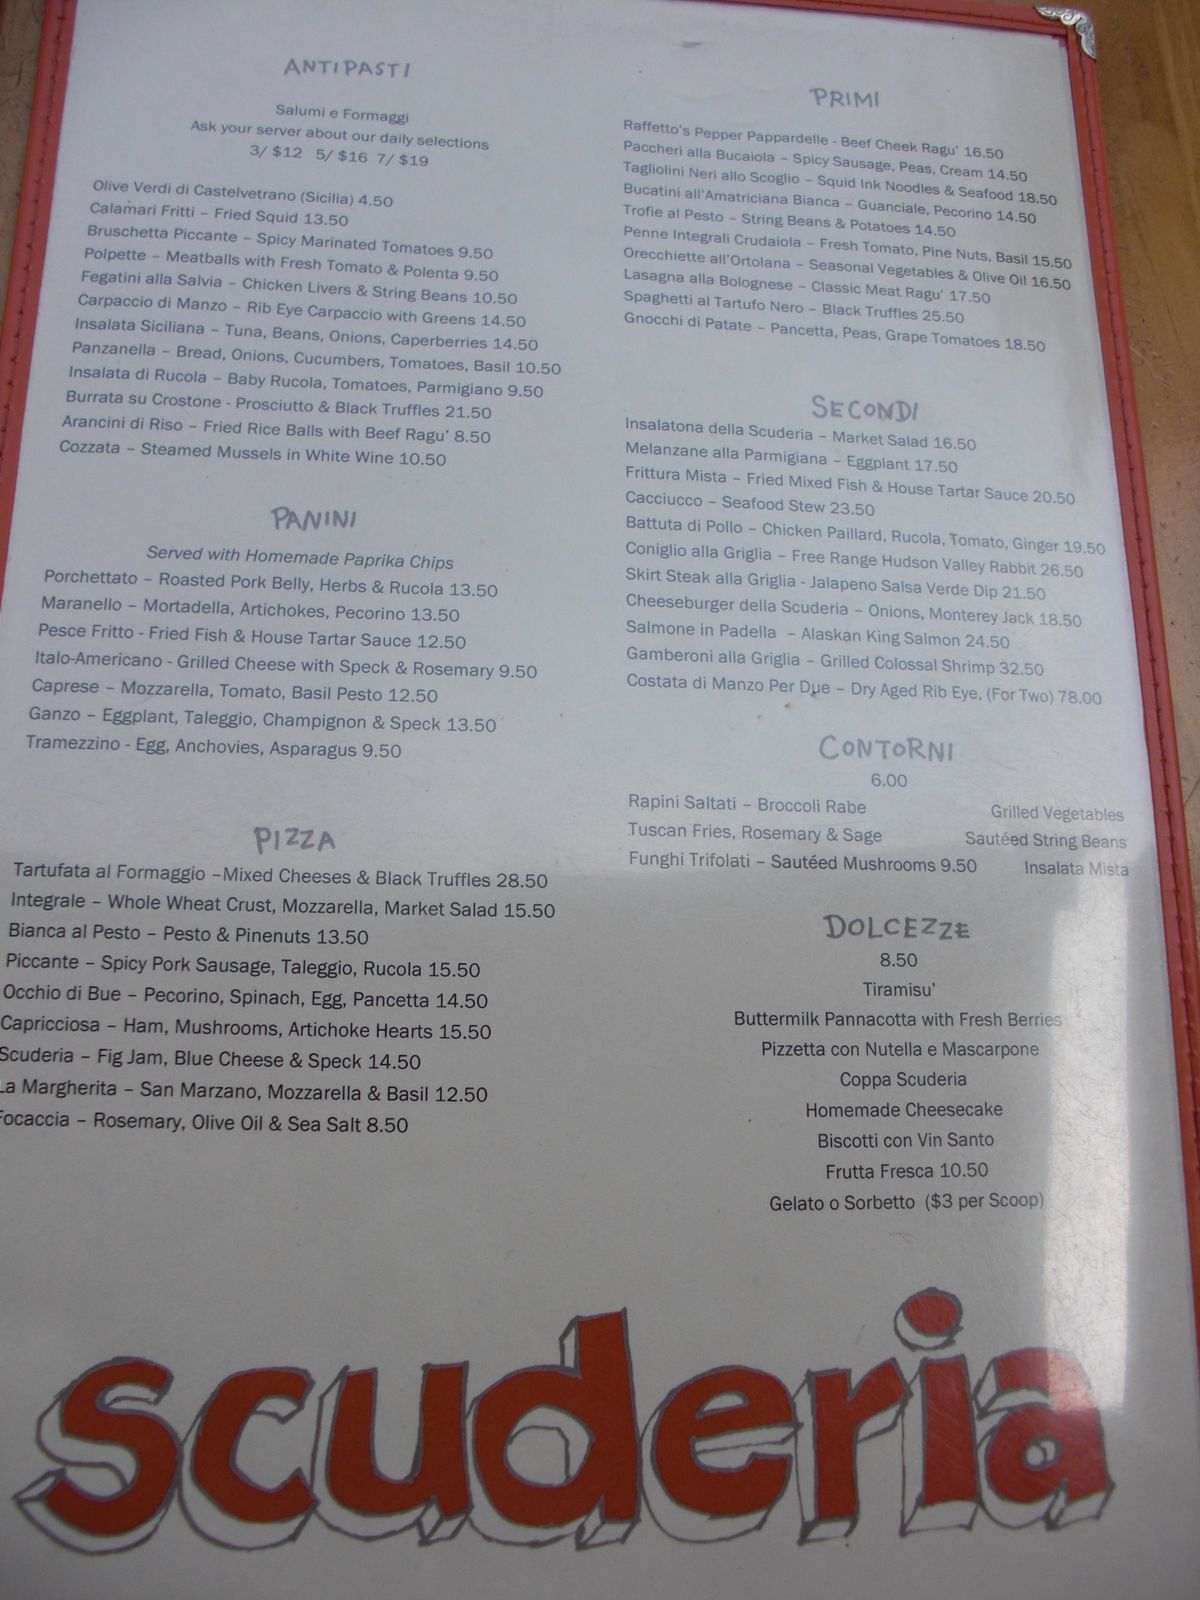 ANTIPASTI
Salumi e Formaggi
Ask your server about our daily selections
3/ $12 5/ $16 7/ $19
Olive Verdi di Castelvetrano (Sicilia) 4.50
Calamari Fritti – Fried Squid 13.50
Bruschetta Piccante – Spicy Marinated Tomatoes 9.50
Polpette – Meatballs with Fresh Tomato & Polenta 9.50
Fegatini alla Salvia – Chicken Livers & String Beans 10.50
Carpaccio di Manzo – Rib Eye Carpaccio with Greens 14.50
Insalata Siciliana – Tuna, Beans, Onions, Caperberries 14.50
Panzanella – Bread, Onions, Cucumbers, Tomatoes, Basil 10.50
Insalata di Rucola – Baby Rucola, Tomatoes, Parmigiano 9.50
Burrata su Crostone - Prosciutto & Black Truffles 21.50
Arancini di Riso – Fried Rice Balls with Beef Ragu' 8.50
Cozzata – Steamed Mussels in White Wine 10.50
PANINI
Served with Homemade Paprika Chips
Porchettato – Roasted Pork Belly, Herbs & Rucola 13.50
Maranello – Mortadella, Artichokes, Pecorino 13.50
Pesce Fritto - Fried Fish & House Tartar Sauce 12.50
Italo-Americano - Grilled Cheese with Speck & Rosemary 9.50
Caprese – Mozzarella, Tomato, Basil Pesto 12.50
Ganzo – Eggplant, Taleggio, Champignon & Speck 13.50
Tramezzino - Egg, Anchovies, Asparagus 9.50
PIZZA
Tartufata al Formaggio –Mixed Cheeses & Black Truffles 28.50
Integrale – Whole Wheat Crust, Mozzarella, Market Salad 15.50
Bianca al Pesto – Pesto & Pinenuts 13.50
Piccante – Spicy Pork Sausage, Taleggio, Rucola 15.50
Occhio di Bue – Pecorino, Spinach, Egg, Pancetta 14.50
Capricciosa – Ham, Mushrooms, Artichoke Hearts 15.50
Scuderia – Fig Jam, Blue Cheese & Speck 14.50
La Margherita – San Marzano, Mozzarella & Basil 12.50
Focaccia – Rosemary, Olive Oil & Sea Salt 8.50
PRIMI
Raffetto's Pepper Pappardelle - Beef Cheek Ragu' 16.50
Paccheri alla Bucaiola – Spicy Sausage, Peas, Cream 14.50
Tagliolini Neri allo Scoglio – Squid Ink Noodles & Seafood 18.50
Bucatini all'Amatriciana Bianca – Guanciale, Pecorino 14.50
Trofie al Pesto – String Beans & Potatoes 14.50
Penne Integrali Crudaiola – Fresh Tomato, Pine Nuts, Basil 15.50
Orecchiette all'Ortolana – Seasonal Vegetables & Olive Oil 16.50
Lasagna alla Bolognese – Classic Meat Ragu' 17.50
Spaghetti al Tartufo Nero – Black Truffles 25.50
Gnocchi di Patate – Pancetta, Peas, Grape Tomatoes 18.50
SECONDI
Insalatona della Scuderia – Market Salad 16.50
Melanzane alla Parmigiana – Eggplant 17.50
Frittura Mista – Fried Mixed Fish & House Tartar Sauce 20.50
Cacciucco – Seafood Stew 23.50
Battuta di Pollo – Chicken Paillard, Rucola, Tomato, Ginger 19.50
Coniglio alla Griglia – Free Range Hudson Valley Rabbit 26.50
Skirt Steak alla Griglia - Jalapeno Salsa Verde Dip 21.50
Cheeseburger della Scuderia – Onions, Monterey Jack 18.50
Salmone in Padella – Alaskan King Salmon 24.50
Gamberoni alla Griglia – Grilled Colossal Shrimp 32.50
Costata di Manzo Per Due – Dry Aged Rib Eye, (For Two) 78.00
CONTORNI
6.00
Rapini Saltati – Broccoli Rabe Grilled Vegetables
Tuscan Fries, Rosemary & Sage Sautéed String Beans
Funghi Trifolati – Sautéed Mushrooms 9.50 Insalata Mista
DOLCEZZE
8.50
Tiramisu'
Buttermilk Pannacotta with Fresh Berries
Pizzetta con Nutella e Mascarpone
Coppa Scuderia
Homemade Cheesecake
Biscotti con Vin Santo
Frutta Fresca 10.50
Gelato o Sorbetto ($3 per Scoop)
scuderia